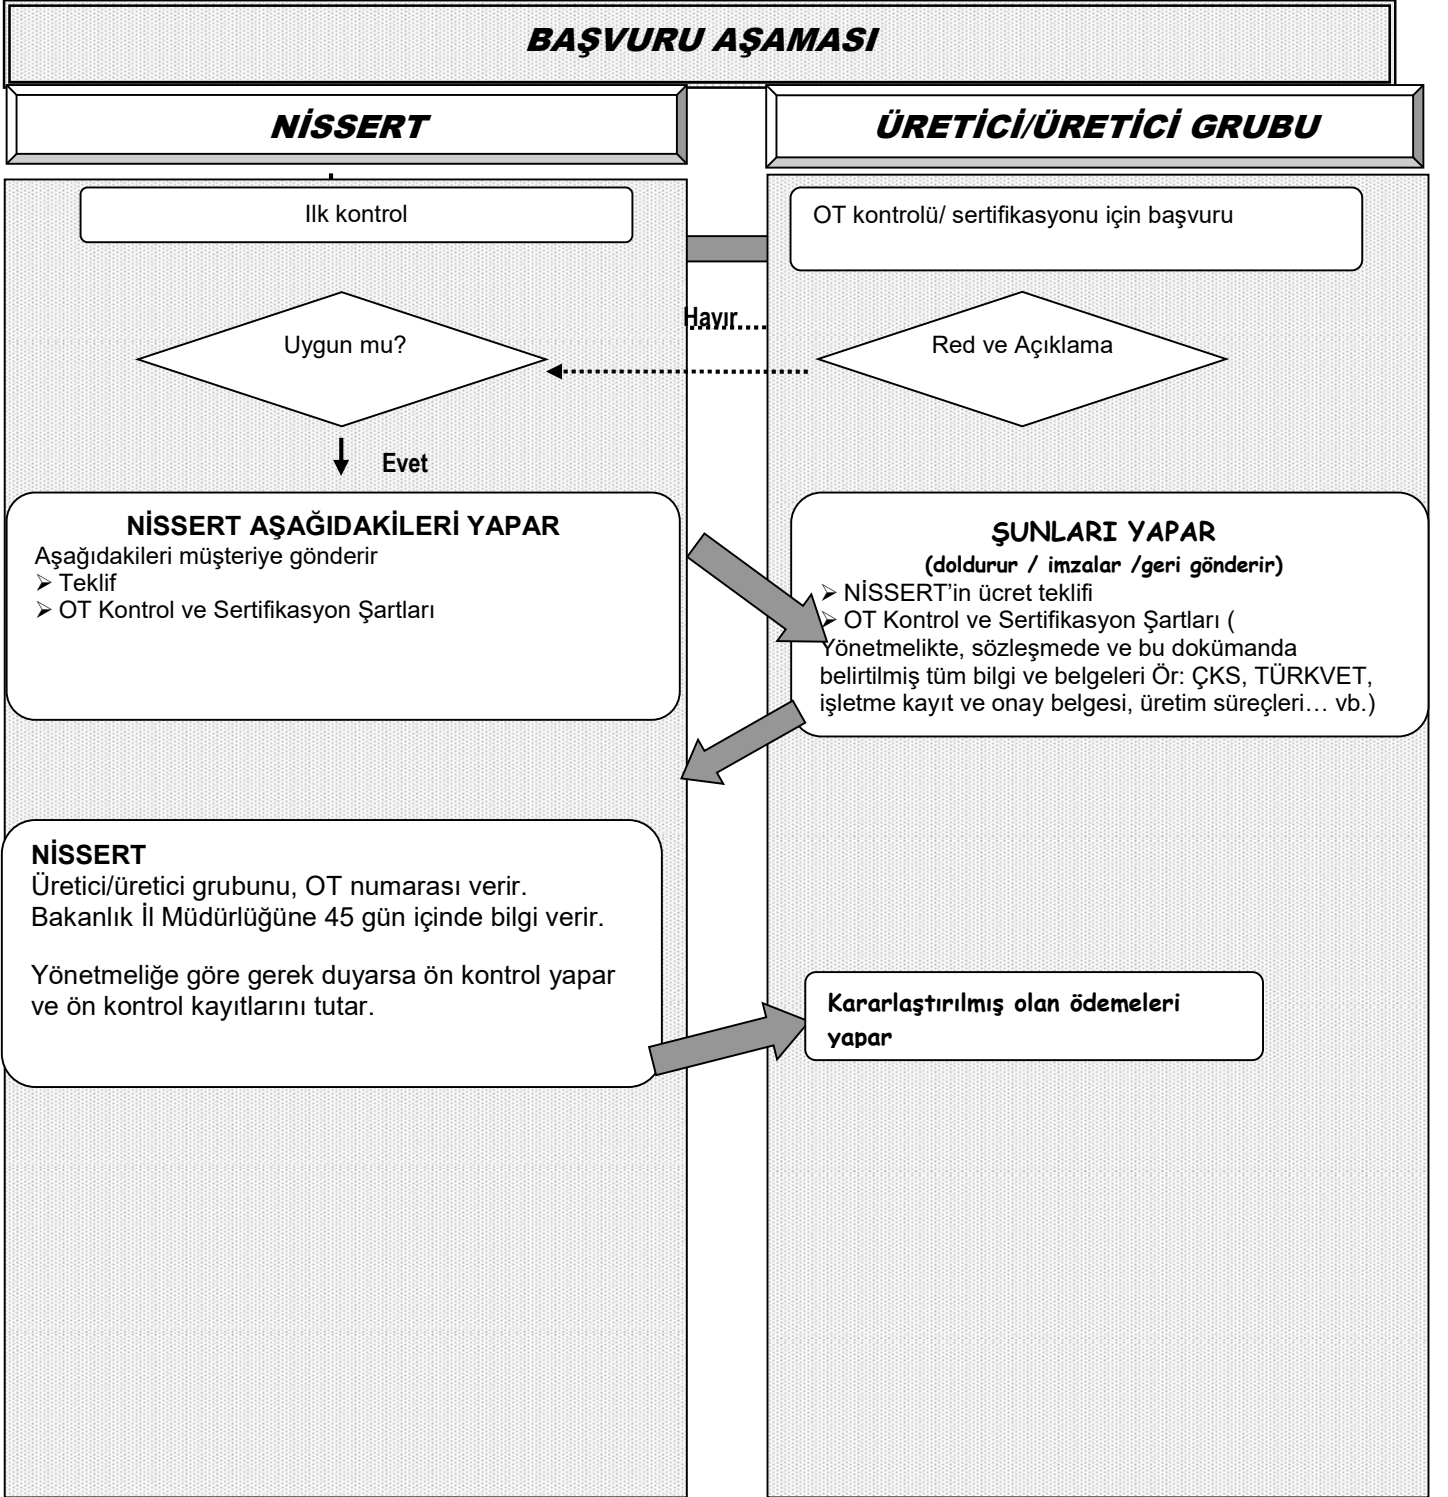 BAŞVURU AŞAMASI
NİSSERT
ÜRETİCİ/ÜRETİCİ GRUBU
Ilk kontrol
OT kontrolü/ sertifikasyonu için başvuru
Uygun mu?
Hayır
Red ve Açıklama
Evet
NİSSERT AŞAĞIDAKİLERİ YAPAR
Aşağıdakileri müşteriye gönderir
➢ Teklif
➢ OT Kontrol ve Sertifikasyon Şartları
ŞUNLARI YAPAR
(doldurur / imzalar /geri gönderir)
➢ NİSSERT’in ücret teklifi
➢ OT Kontrol ve Sertifikasyon Şartları (
Yönetmelikte, sözleşmede ve bu dokümanda
belirtilmiş tüm bilgi ve belgeleri Ör: ÇKS, TÜRKVET,
işletme kayıt ve onay belgesi, üretim süreçleri… vb.)
NİSSERT
Üretici/üretici grubunu, OT numarası verir.
Bakanlık İl Müdürlüğüne 45 gün içinde bilgi verir.
Yönetmeliğe göre gerek duyarsa ön kontrol yapar
ve ön kontrol kayıtlarını tutar.
Kararlaştırılmış olan ödemeleri
yapar